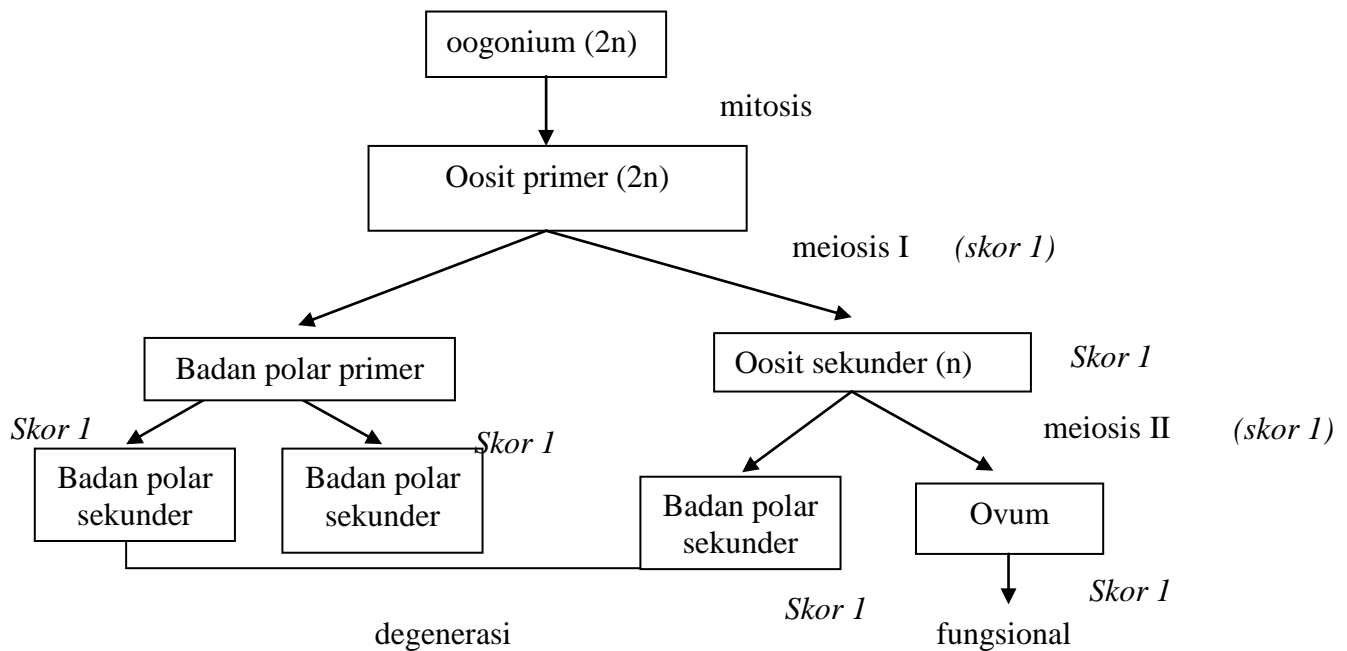 oogonium (2n)
mitosis
Oosit primer (2n)
meiosis I (skor 1)
Badan polar primer
Oosit sekunder (n)
Skor 1
Skor 1
Skor 1
meiosis II (skor 1)
Badan polar
sekunder
Badan polar
sekunder
Badan polar
sekunder
Ovum
Skor 1
Skor 1
degenerasi
fungsional